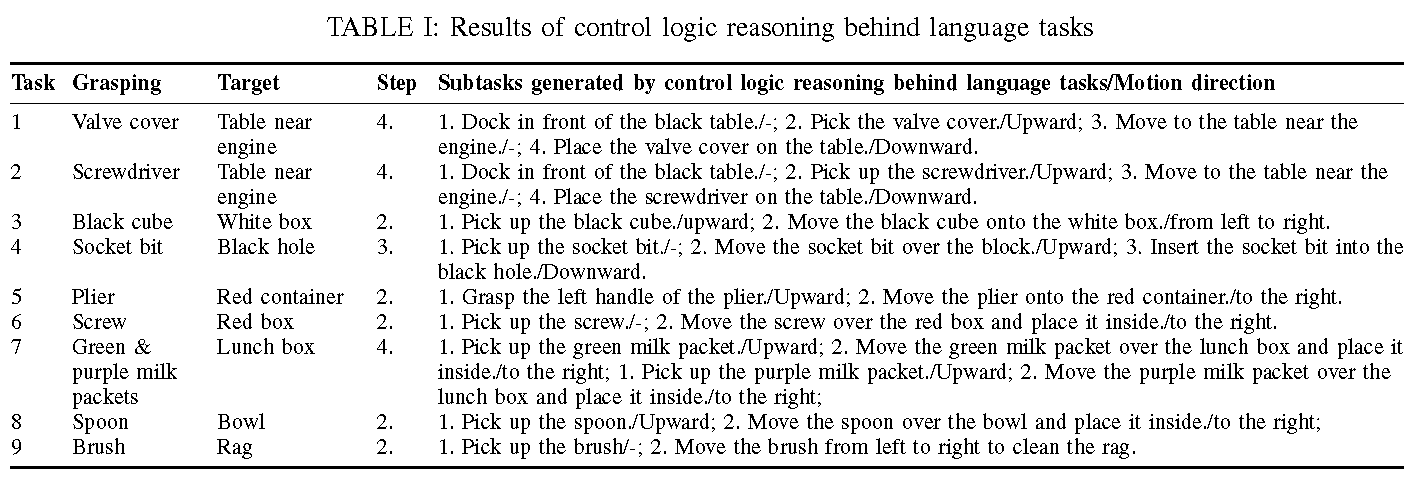 TABLE I: Results of control logic reasoning behind language tasks
Task Grasping Target Step Subtasks generated by control logic reasoning behind language tasks/Motion direction
1 Valve cover Table near engine 4. 1. Dock in front of the black table./-; 2. Pick the valve cover./Upward; 3. Move to the table near the
engine./-; 4. Place the valve cover on the table./Downward.
2 Screwdriver Table near engine 4. 1. Dock in front of the black table./-; 2. Pick up the screwdriver./Upward; 3. Move to the table near the
engine./-; 4. Place the screwdriver on the table./Downward.
3 Black cube White box 2. 1. Pick up the black cube./upward; 2. Move the black cube onto the white box./from left to right.
4 Socket bit Black hole 3. 1. Pick up the socket bit./-; 2. Move the socket bit over the block./Upward; 3. Insert the socket bit into the
black hole./Downward.
5 Plier Red container 2. 1. Grasp the left handle of the plier./Upward; 2. Move the plier onto the red container./to the right.
6 Screw Red box 2. 1. Pick up the screw./-; 2. Move the screw over the red box and place it inside./to the right.
7 Green & purple milk packets Lunch box 4. 1. Pick up the green milk packet./Upward; 2. Move the green milk packet over the lunch box and place it
inside./to the right; 1. Pick up the purple milk packet./Upward; 2. Move the purple milk packet over the
lunch box and place it inside./to the right;
8 Spoon Bowl 2. 1. Pick up the spoon./Upward; 2. Move the spoon over the bowl and place it inside./to the right;
9 Brush Rag 2. 1. Pick up the brush/-; 2. Move the brush from left to right to clean the rag.